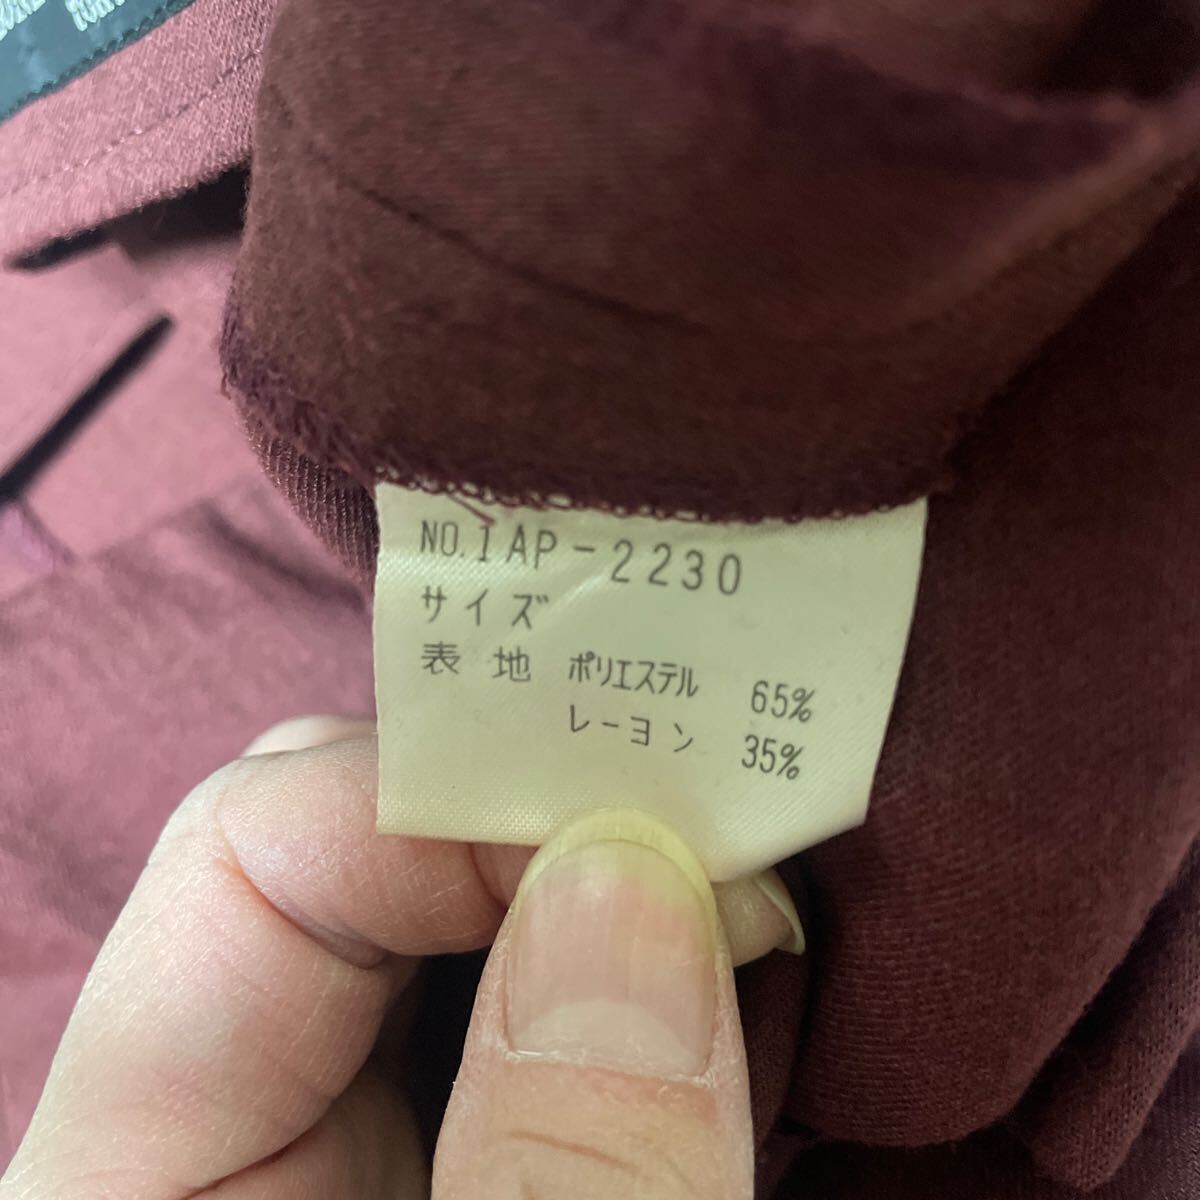 NO.1AP-2230
サイズ
表地 ポリエステル 65%
レーヨン 35%